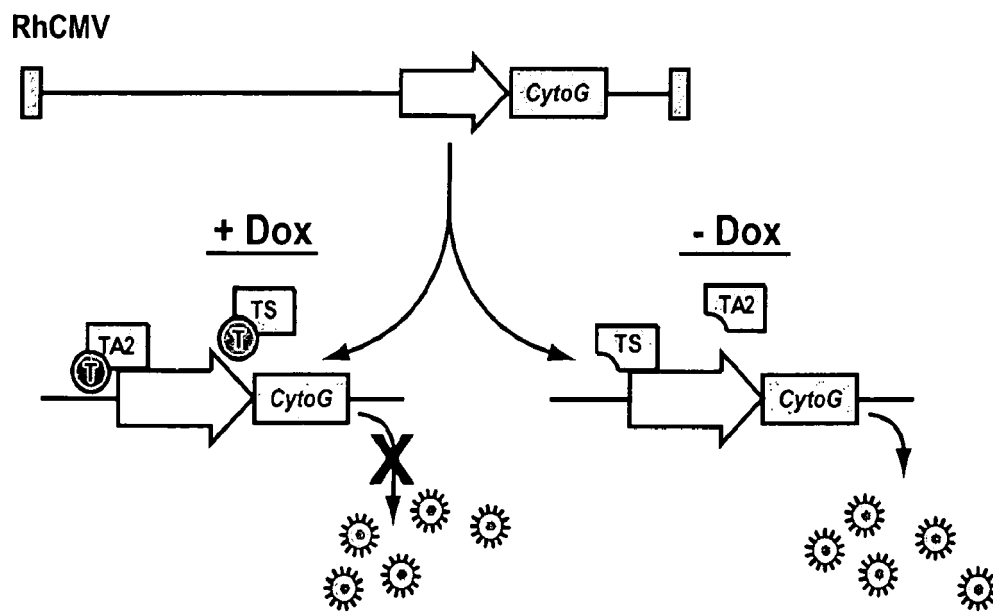 RhCMV
CytoG
+ Dox
- Dox
TS
T
TA2
T
CytoG
TA2
TS
CytoG